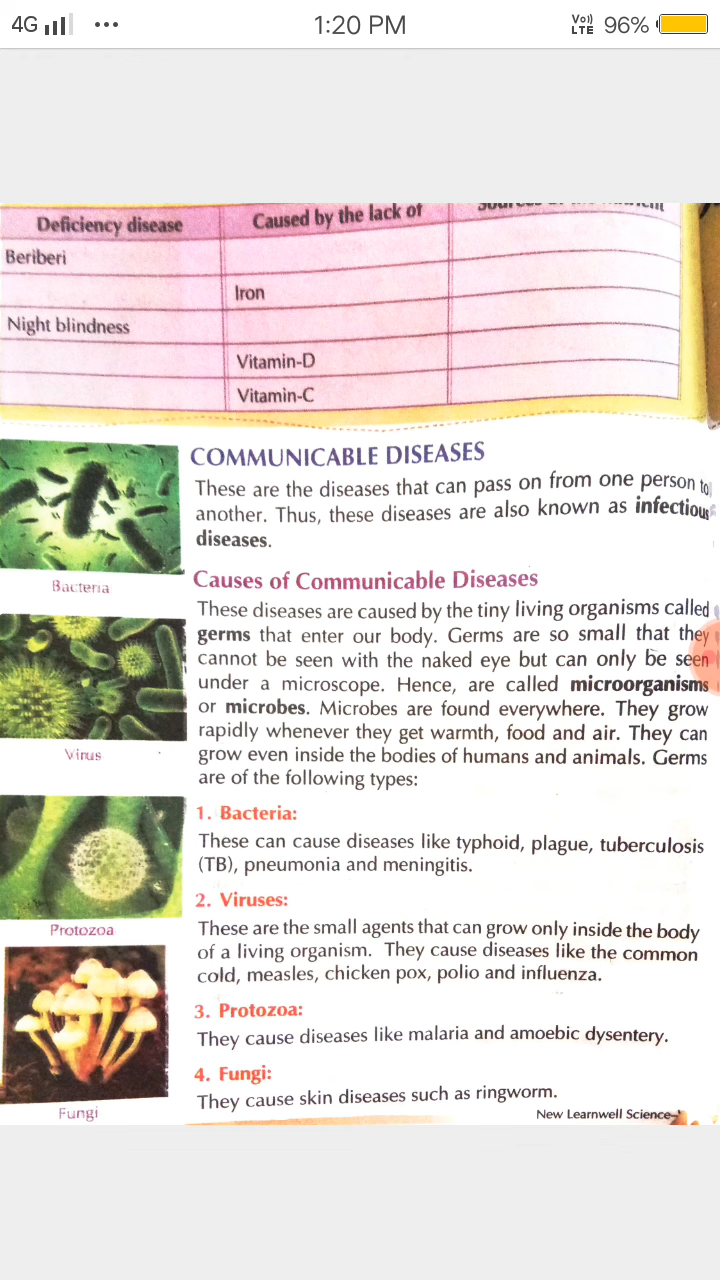 4G 1:20 PM Vo)) LTE 96%
Deficiency disease Caused by the lack of
Beriberi
Iron
Night blindness
Vitamin-D
Vitamin-C
COMMUNICABLE DISEASES
These are the diseases that can pass on from one person to
another. Thus, these diseases are also known as infectious
diseases.
Bacteria
Causes of Communicable Diseases
These diseases are caused by the tiny living organisms called
germs that enter our body. Germs are so small that they
cannot be seen with the naked eye but can only be seen
under a microscope. Hence, are called microorganisms
or microbes. Microbes are found everywhere. They grow
rapidly whenever they get warmth, food and air. They can
grow even inside the bodies of humans and animals. Germs
are of the following types:
Virus
1. Bacteria:
These can cause diseases like typhoid, plague, tuberculosis
(TB), pneumonia and meningitis.
2. Viruses:
These are the small agents that can grow only inside the body
of a living organism. They cause diseases like the common
cold, measles, chicken pox, polio and influenza.
Protozoa
3. Protozoa:
They cause diseases like malaria and amoebic dysentery.
4. Fungi:
They cause skin diseases such as ringworm.
Fungi
New Learnwell Science-